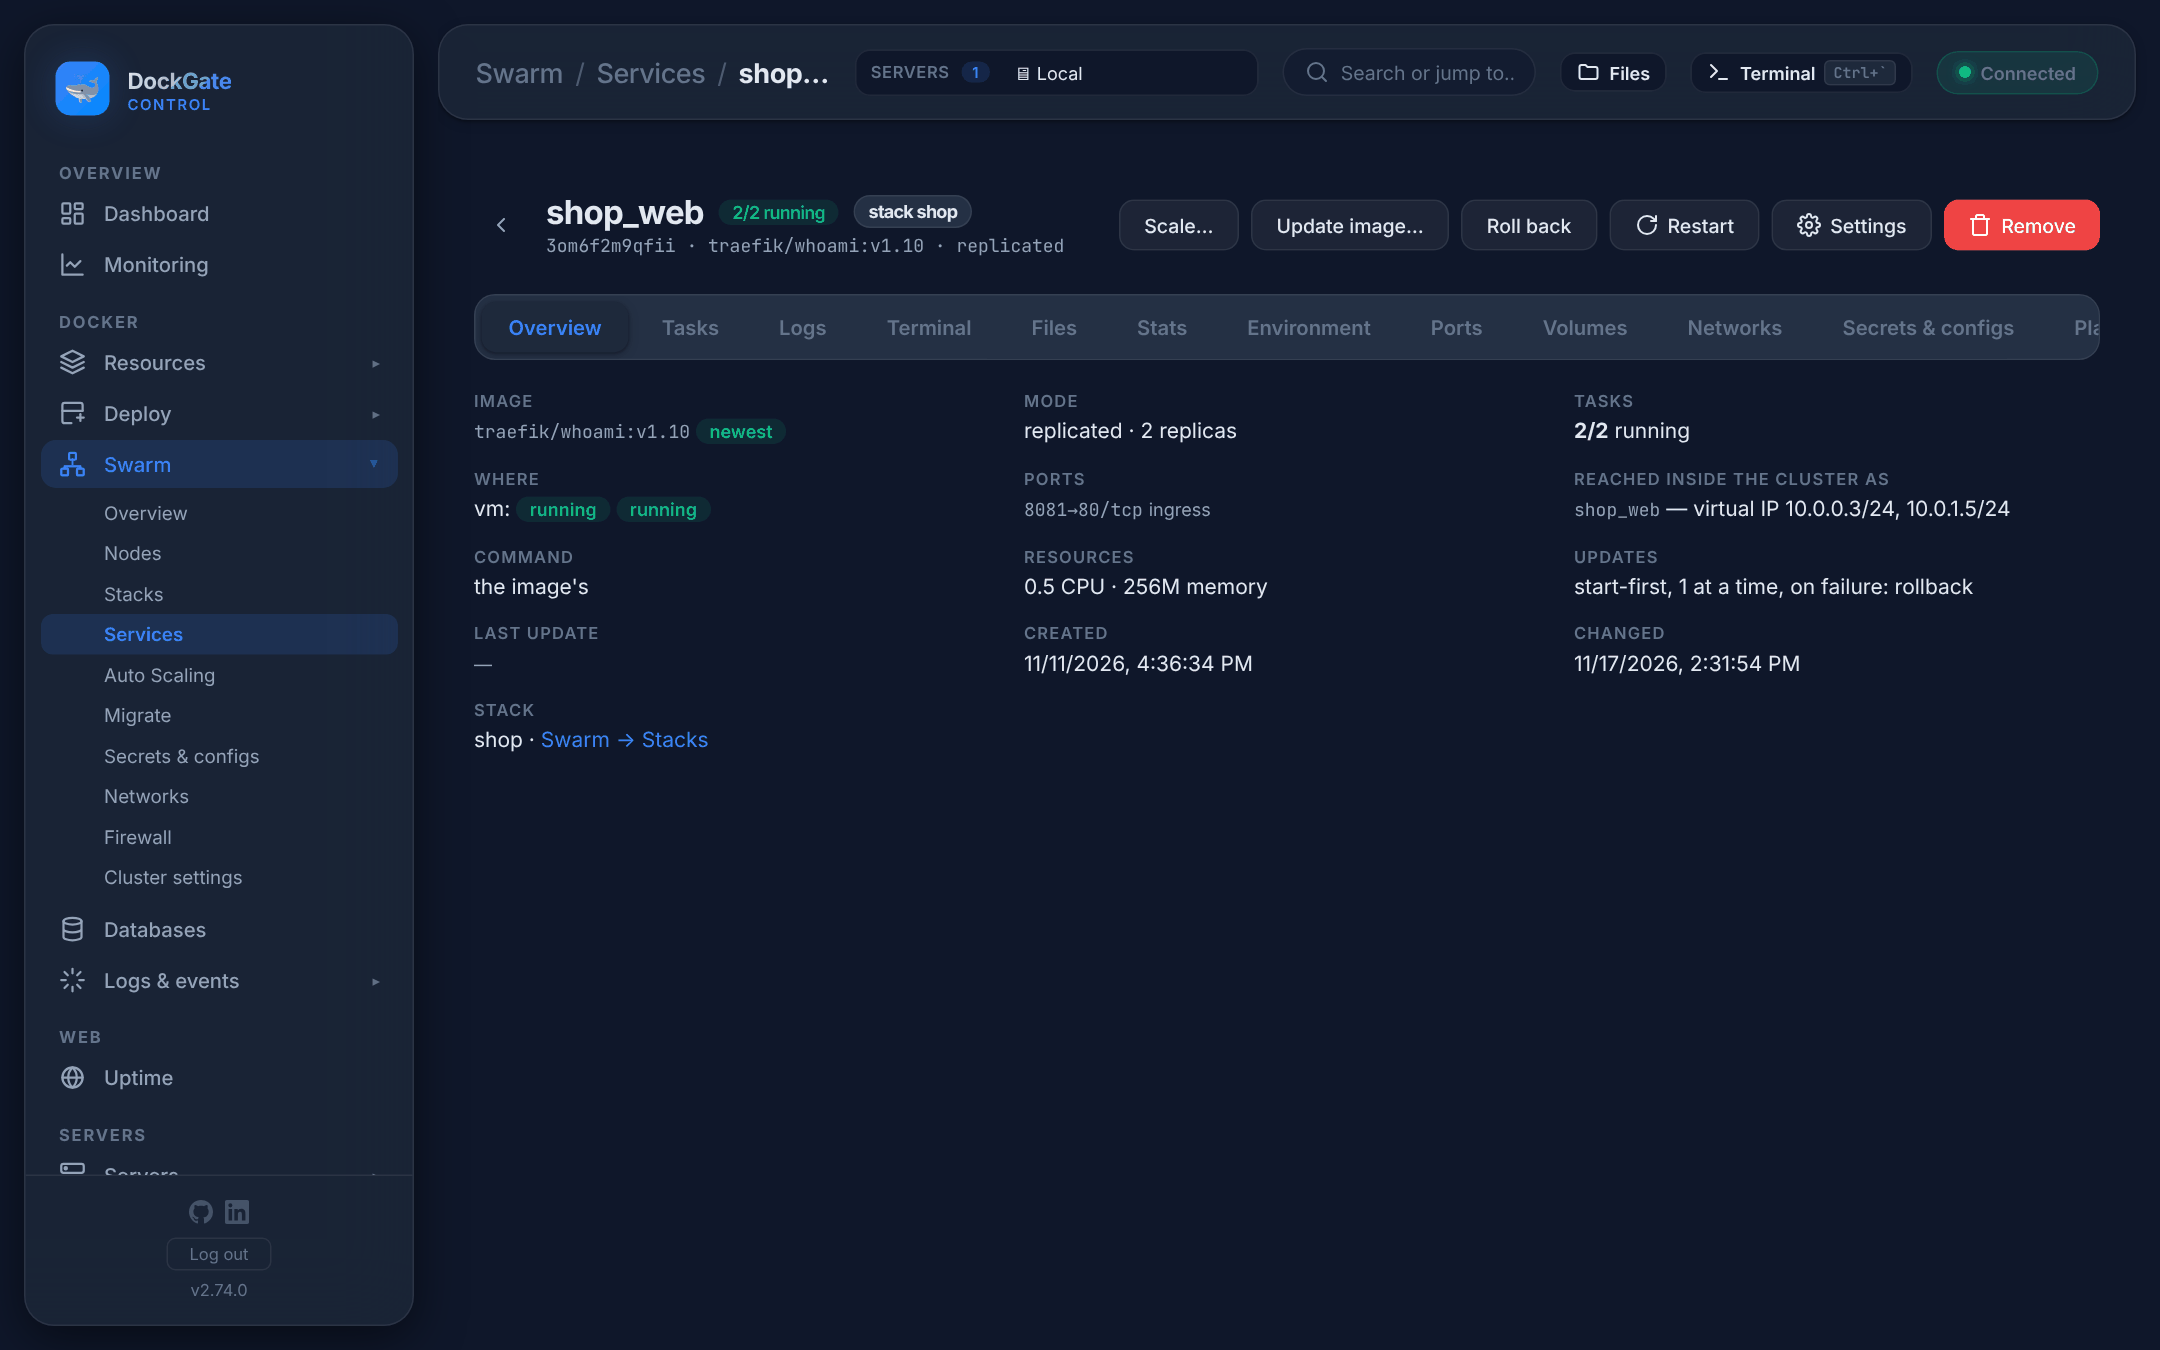 DockGate
CONTROL
OVERVIEW
Dashboard
Monitoring
DOCKER
Resources
Deploy
Swarm
Overview
Nodes
Stacks
Services
Auto Scaling
Migrate
Secrets & configs
Networks
Firewall
Cluster settings
Databases
Logs & events
WEB
Uptime
SERVERS
Servers
Log out
v2.74.0
Swarm / Services / shop...
SERVERS 1 Local
Search or jump to..
Files
Terminal Ctrl+`
Connected
shop_web 2/2 running stack shop
3om6f2m9qfii · traefik/whoami:v1.10 · replicated
Scale... Update image... Roll back Restart Settings Remove
Overview Tasks Logs Terminal Files Stats Environment Ports Volumes Networks Secrets & configs Pla
IMAGE
traefik/whoami:v1.10 newest
MODE
replicated · 2 replicas
TASKS
2/2 running
WHERE
vm: running running
PORTS
8081→80/tcp ingress
REACHED INSIDE THE CLUSTER AS
shop_web — virtual IP 10.0.0.3/24, 10.0.1.5/24
COMMAND
the image's
RESOURCES
0.5 CPU · 256M memory
UPDATES
start-first, 1 at a time, on failure: rollback
LAST UPDATE
—
CREATED
11/11/2026, 4:36:34 PM
CHANGED
11/17/2026, 2:31:54 PM
STACK
shop · Swarm → Stacks